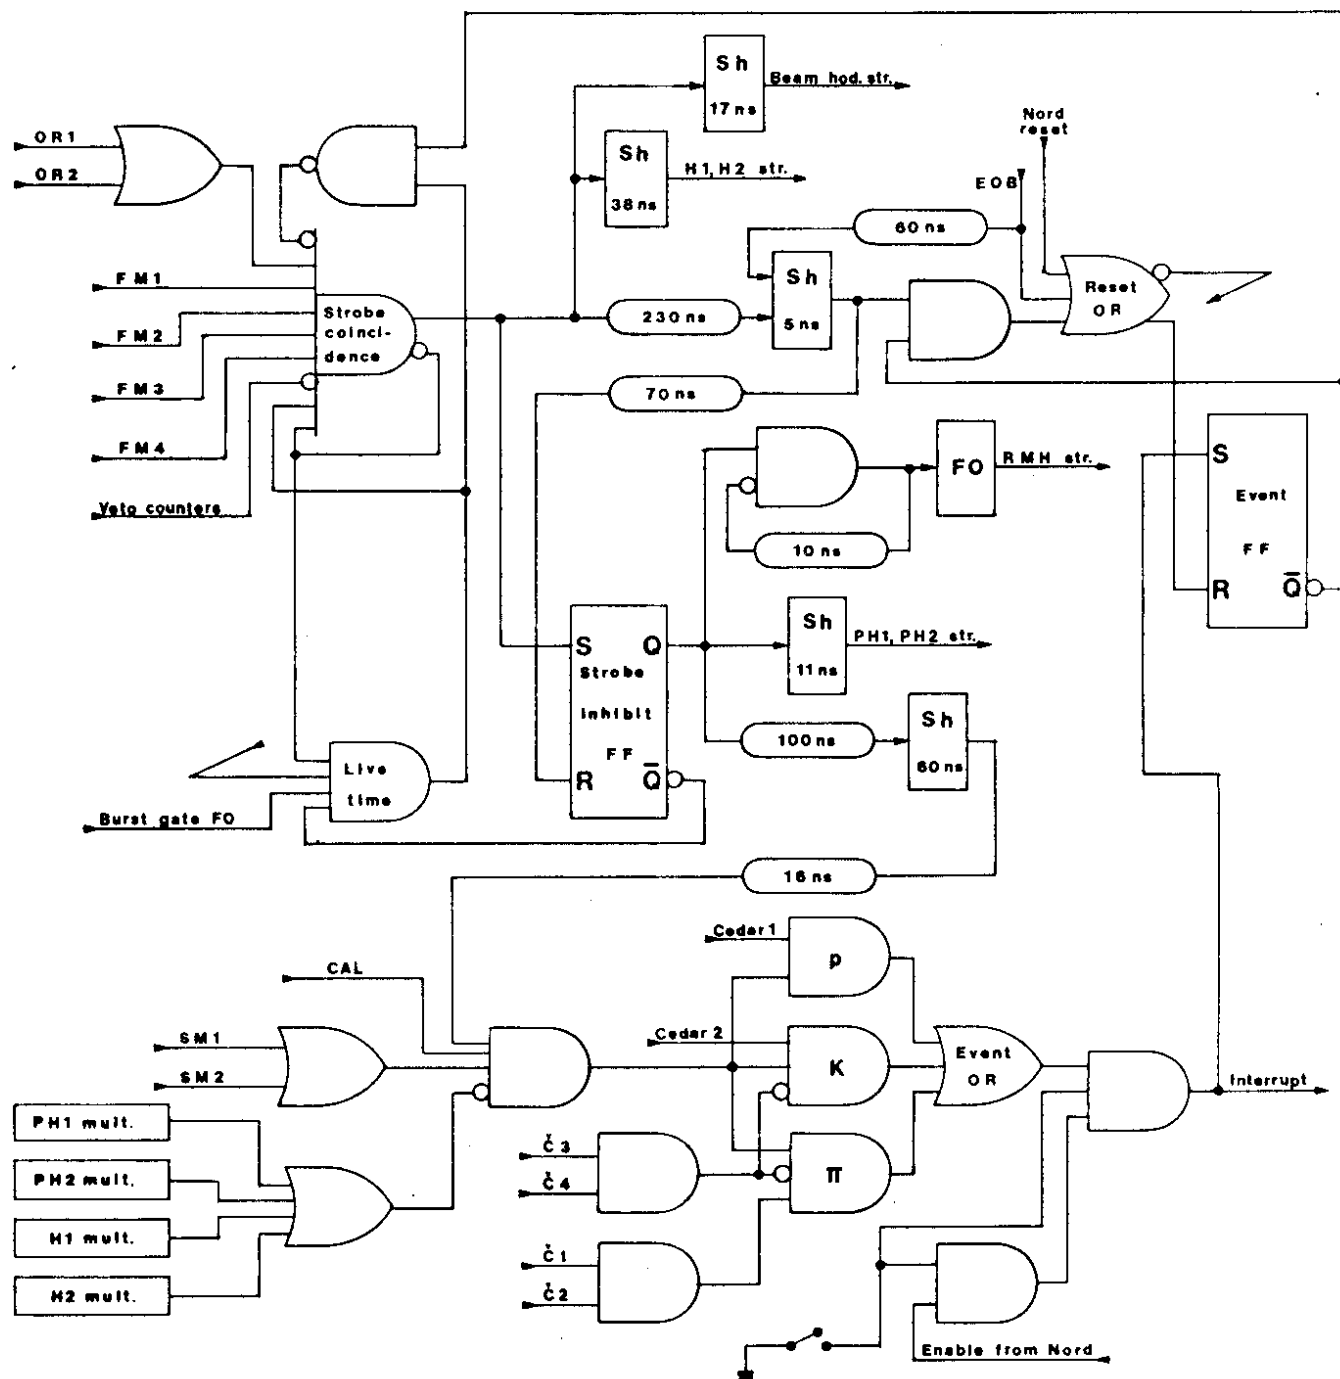 Sh
17 ns
Beam hod. str.
Nord
reset
OR1
OR2
Sh
38 ns
H1, H2 str.
EOB
60 ns
FM1
FM2
FM3
FM4
Veto counters
Strobe
coinci-
dence
230 ns
Sh
5 ns
Reset
OR
70 ns
FO
RMH str.
10 ns
S
Event
FF
R
Q̅
Sh
11 ns
PH1, PH2 str.
S
Q
Strobe
inhibit
FF
R
Q̅
100 ns
Sh
60 ns
Live
time
Burst gate FO
16 ns
Cedar 1
p
CAL
SM1
SM2
Cedar 2
K
Event
OR
Interrupt
PH1 mult.
PH2 mult.
H1 mult.
H2 mult.
Č3
Č4
π
Č1
Č2
Enable from Nord